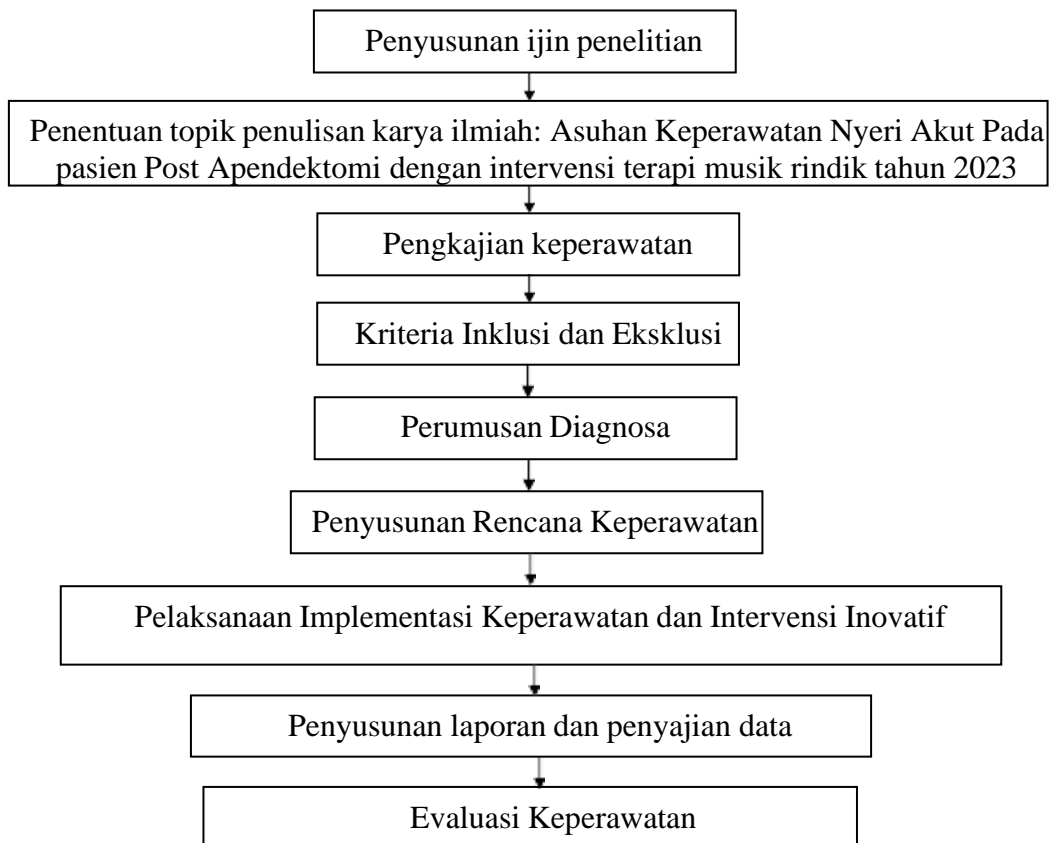 Penyusunan ijin penelitian
Penentuan topik penulisan karya ilmiah: Asuhan Keperawatan Nyeri Akut Pada
pasien Post Apendektomi dengan intervensi terapi musik rindik tahun 2023
Pengkajian keperawatan
Kriteria Inklusi dan Eksklusi
Perumusan Diagnosa
Penyusunan Rencana Keperawatan
Pelaksanaan Implementasi Keperawatan dan Intervensi Inovatif
Penyusunan laporan dan penyajian data
Evaluasi Keperawatan